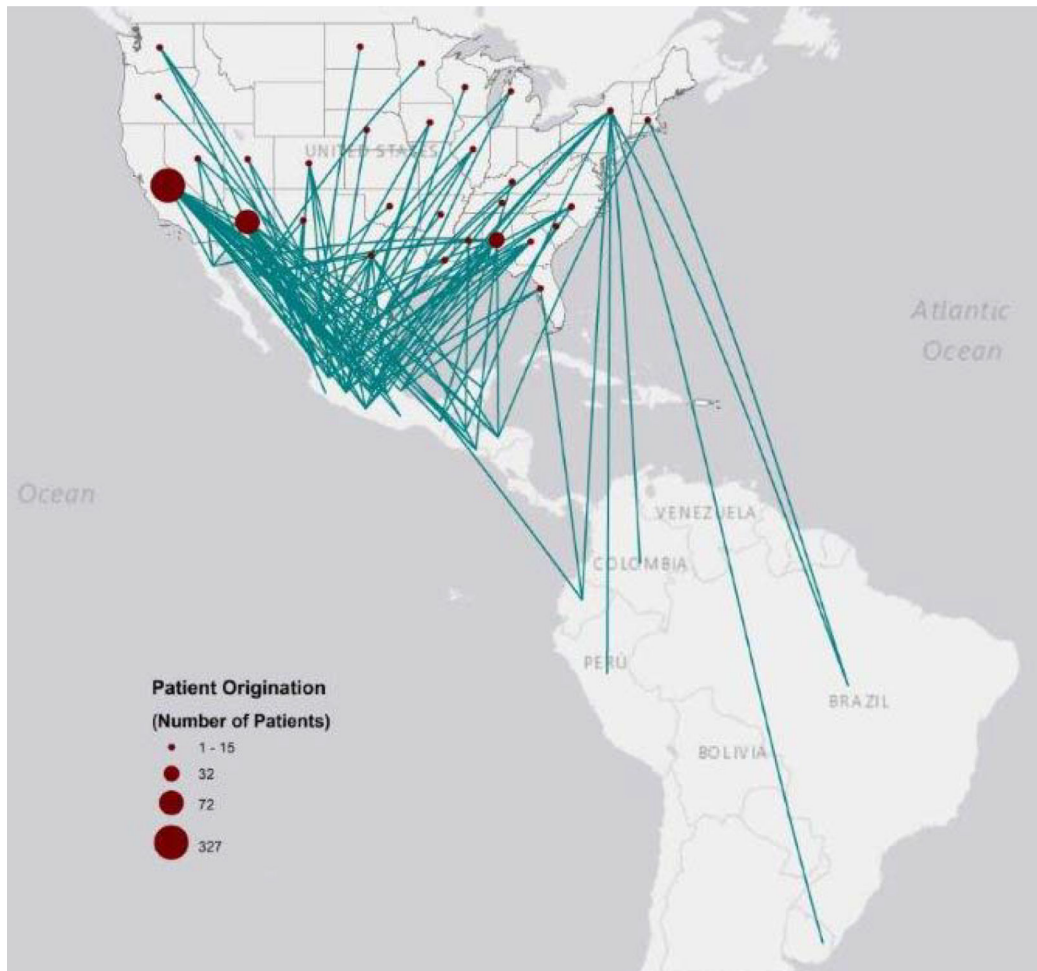 UNITED STATES
Atlantic
Ocean
Ocean
VENEZUELA
COLOMBIA
PERÚ
BRAZIL
BOLIVIA
Patient Origination
(Number of Patients)
1 - 15
32
72
327